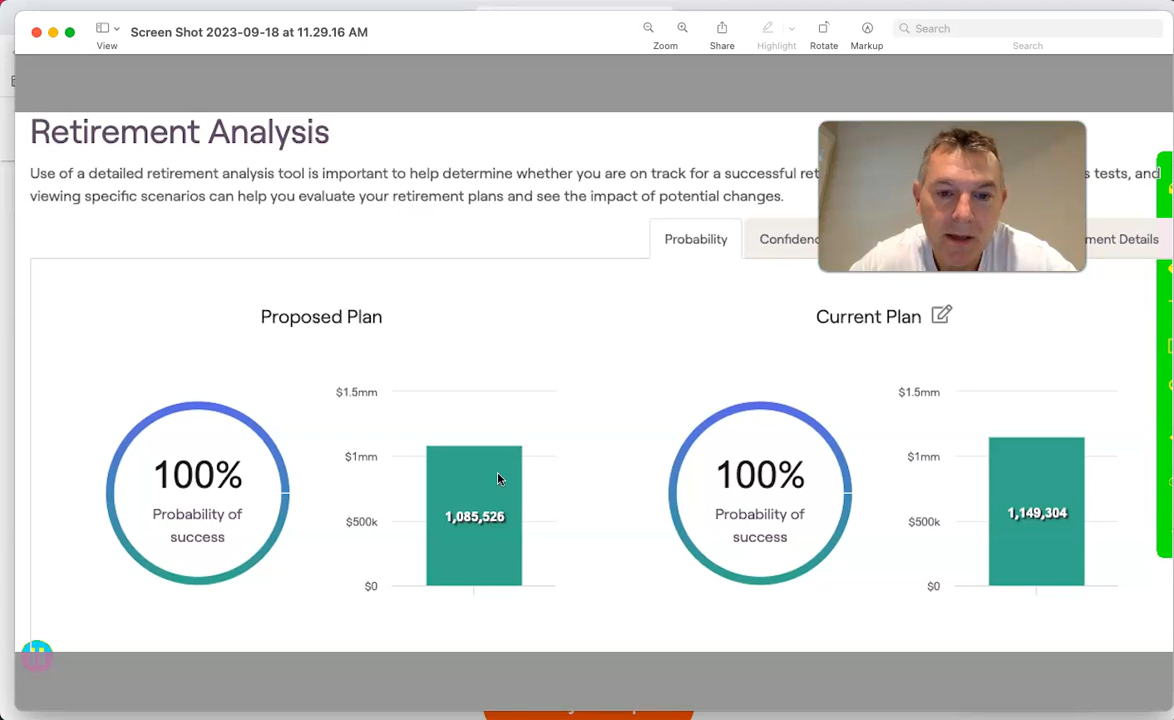 Screen Shot 2023-09-18 at 11.29.16 AM
View
Zoom
Share
Highlight
Rotate
Markup
Search
Search
Retirement Analysis
Use of a detailed retirement analysis tool is important to help determine whether you are on track for a successful ret
s tests, and
viewing specific scenarios can help you evaluate your retirement plans and see the impact of potential changes.
Probability
Confidenc
ment Details
Proposed Plan
Current Plan
100%
Probability of
success
$1.5mm
$1mm
$500k
$0
1,085,526
100%
Probability of
success
$1.5mm
$1mm
$500k
$0
1,149,304